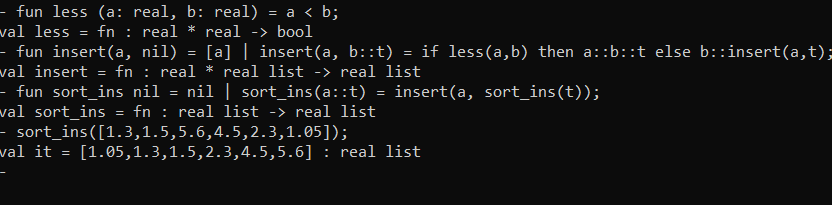 - fun less (a: real, b: real) = a < b;
val less = fn : real * real -> bool
- fun insert(a, nil) = [a] | insert(a, b::t) = if less(a,b) then a::b::t else b::insert(a,t);
val insert = fn : real * real list -> real list
- fun sort_ins nil = nil | sort_ins(a::t) = insert(a, sort_ins(t));
val sort_ins = fn : real list -> real list
- sort_ins([1.3,1.5,5.6,4.5,2.3,1.05]);
val it = [1.05,1.3,1.5,2.3,4.5,5.6] : real list
-